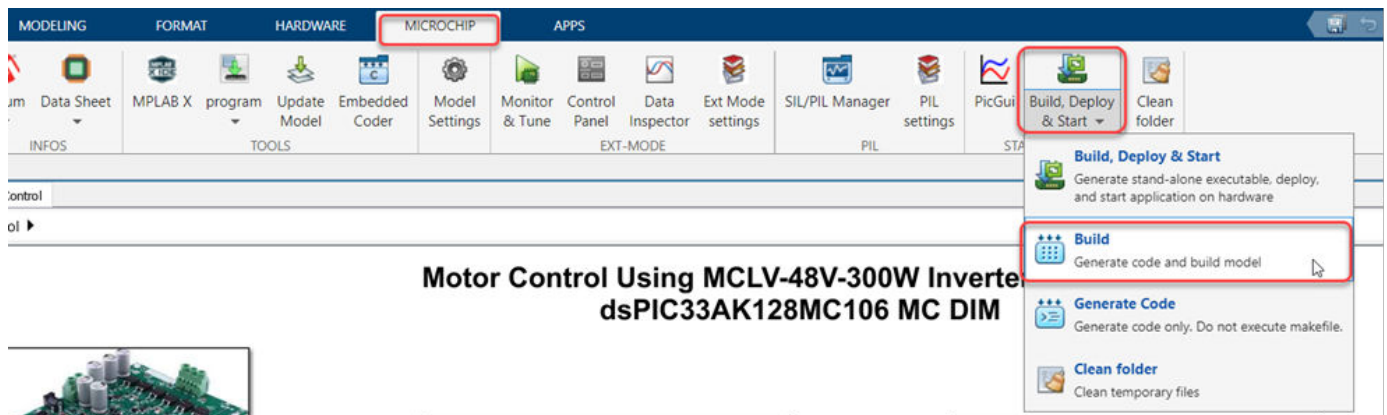 MODELING FORMAT HARDWARE MICROCHIP APPS
um Data Sheet MPLAB X program Update Model Embedded Coder Model Settings Monitor & Tune Control Panel Data Inspector Ext Mode settings SIL/PIL Manager PIL settings PicGui Build, Deploy & Start Clean folder
INFOS TOOLS EXT-MODE PIL STA
Control
ol
Build, Deploy & Start
Generate stand-alone executable, deploy,
and start application on hardware
Build
Generate code and build model
Generate Code
Generate code only. Do not execute makefile.
Clean folder
Clean temporary files
Motor Control Using MCLV-48V-300W Inverte
dsPIC33AK128MC106 MC DIM